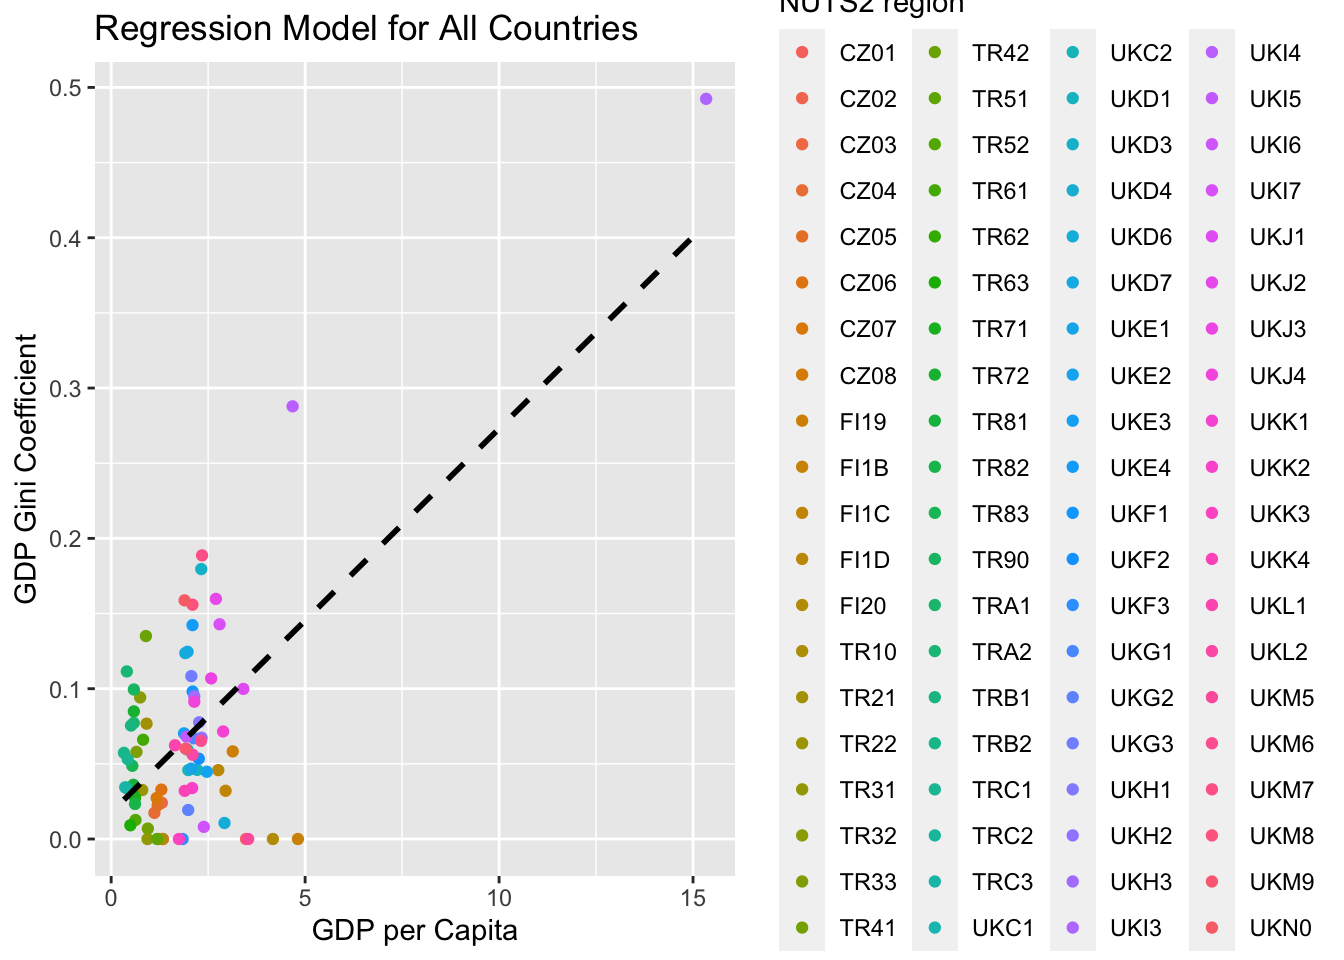 Regression Model for All Countries
NUTS2 region
0.5
0.4
0.3
0.2
0.1
0.0
GDP Gini Coefficient
0 5 10 15
GDP per Capita
CZ01 TR42 UKC2 UKI4
CZ02 TR51 UKD1 UKI5
CZ03 TR52 UKD3 UKI6
CZ04 TR61 UKD4 UKI7
CZ05 TR62 UKD6 UKJ1
CZ06 TR63 UKD7 UKJ2
CZ07 TR71 UKE1 UKJ3
CZ08 TR72 UKE2 UKJ4
FI19 TR81 UKE3 UKK1
FI1B TR82 UKE4 UKK2
FI1C TR83 UKF1 UKK3
FI1D TR90 UKF2 UKK4
FI20 TRA1 UKF3 UKL1
TR10 TRA2 UKG1 UKL2
TR21 TRB1 UKG2 UKM5
TR22 TRB2 UKG3 UKM6
TR31 TRC1 UKH1 UKM7
TR32 TRC2 UKH2 UKM8
TR33 TRC3 UKH3 UKM9
TR41 UKC1 UKI3 UKN0